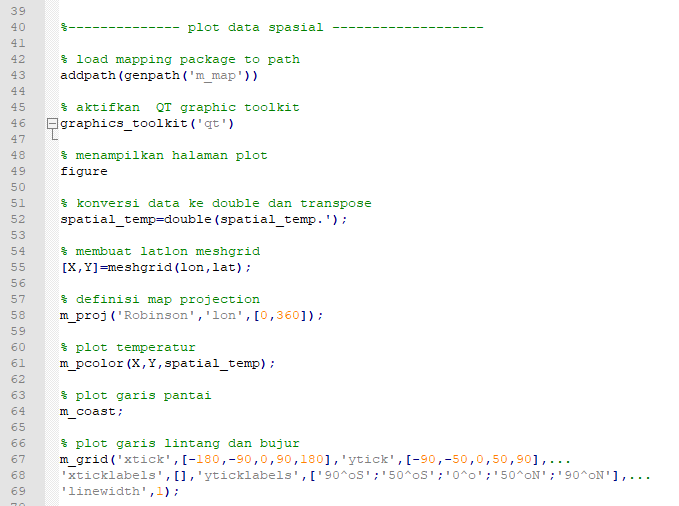 39
40 %-------------- plot data spasial -------------------
41
42 % load mapping package to path
43 addpath(genpath('m_map'))
44
45 % aktifkan  QT graphic toolkit
46 graphics_toolkit('qt')
47
48 % menampilkan halaman plot
49 figure
50
51 % konversi data ke double dan transpose
52 spatial_temp=double(spatial_temp.');
53
54 % membuat latlon meshgrid
55 [X,Y]=meshgrid(lon,lat);
56
57 % definisi map projection
58 m_proj('Robinson','lon',[0,360]);
59
60 % plot temperatur
61 m_pcolor(X,Y,spatial_temp);
62
63 % plot garis pantai
64 m_coast;
65
66 % plot garis lintang dan bujur
67 m_grid('xtick',[-180,-90,0,90,180],'ytick',[-90,-50,0,50,90],...
68 'xticklabels',[],'yticklabels',['90^oS';'50^oS';'0^o';'50^oN';'90^oN'],...
69 'linewidth',1);